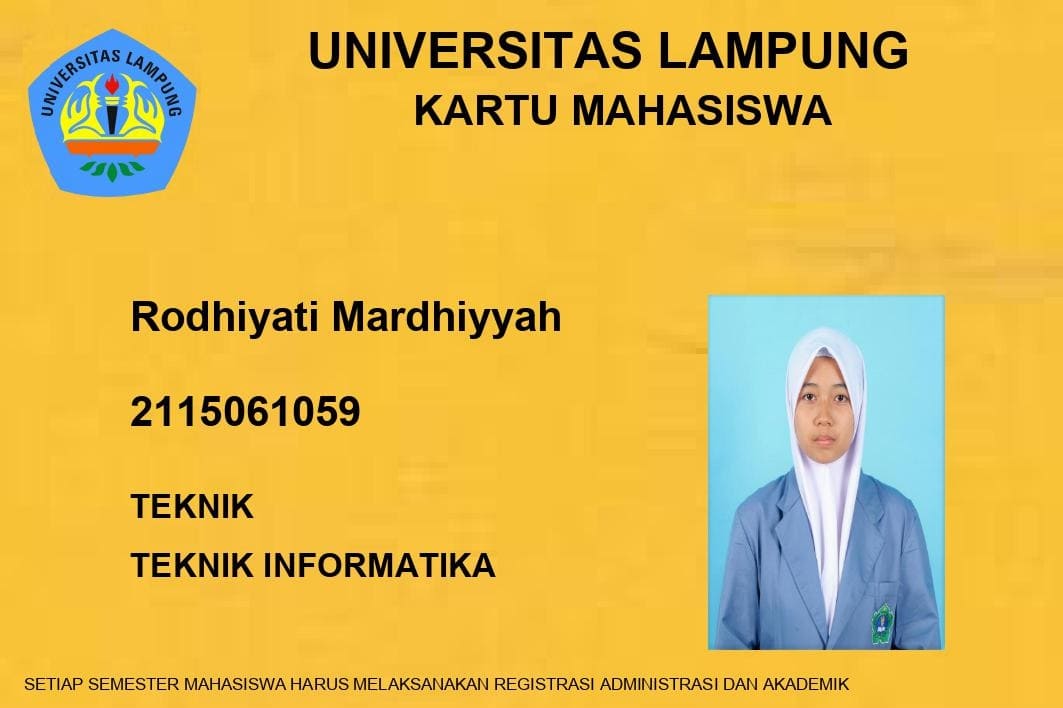 UNIVERSITAS LAMPUNG
UNIVERSITAS LAMPUNG
KARTU MAHASISWA
Rodhiyati Mardhiyyah
2115061059
TEKNIK
TEKNIK INFORMATIKA
SETIAP SEMESTER MAHASISWA HARUS MELAKSANAKAN REGISTRASI ADMINISTRASI DAN AKADEMIK